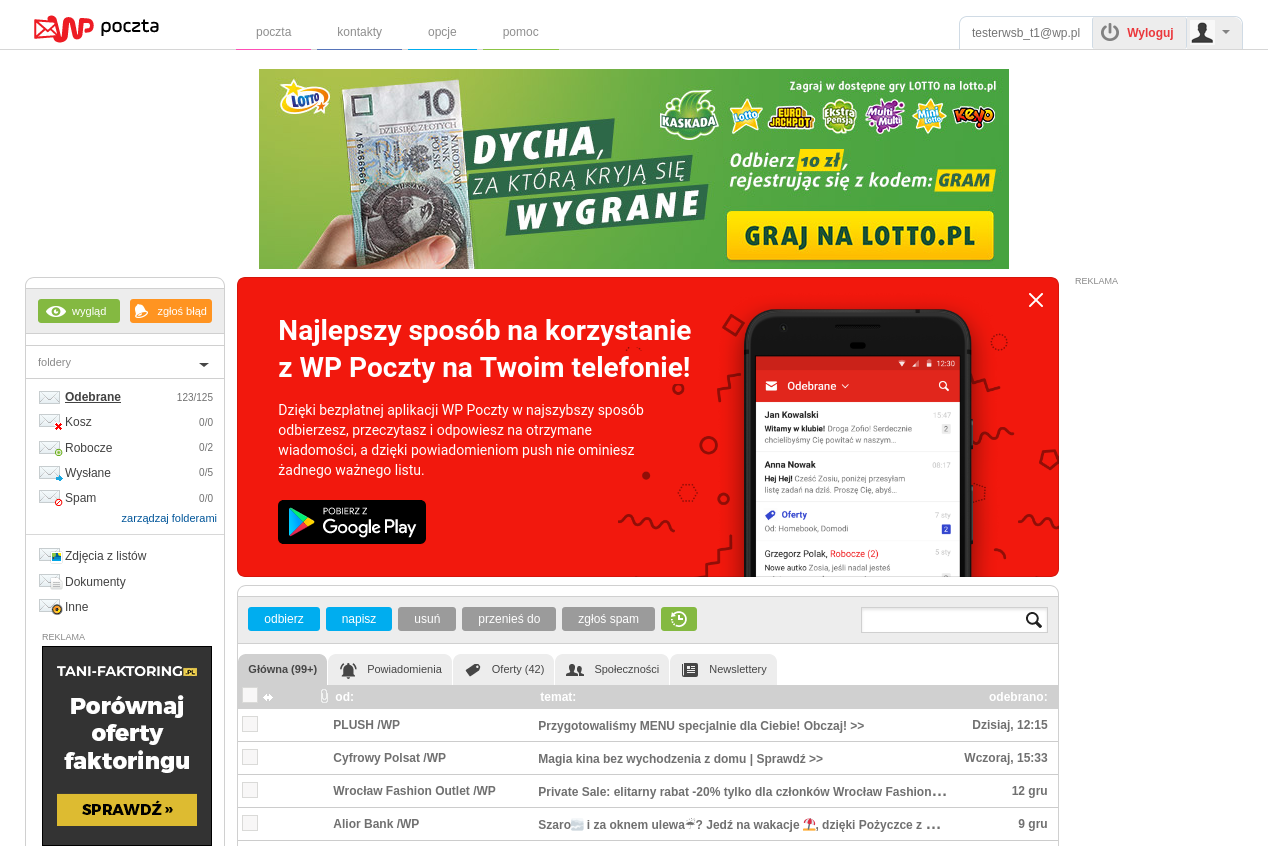 WP poczta
poczta
kontakty
opcje
pomoc
testerwsb_t1@wp.pl
Wyloguj
LOTTO
10
DZIESIĘĆ ZŁOTYCH
NARODOWY BANK POLSKI
AY6466666
MIESZKO I
DYCHA,
ZA KTÓRĄ KRYJĄ SIĘ
WYGRANE
Zagraj w dostępne gry LOTTO na lotto.pl
KASKADA
Lotto
EURO JACKPOT
Ekstra Pensja
Multi Multi
Mini Lotto
Keno
Odbierz 10 zł,
rejestrując się z kodem: GRAM
GRAJ NA LOTTO.PL
wygląd
zgłoś błąd
foldery
Odebrane 123/125
Kosz 0/0
Robocze 0/2
Wysłane 0/5
Spam 0/0
zarządzaj folderami
Zdjęcia z listów
Dokumenty
Inne
REKLAMA
TANI-FAKTORING.PL
Porównaj
oferty
faktoringu
SPRAWDŹ »
Najlepszy sposób na korzystanie
z WP Poczty na Twoim telefonie!
Dzięki bezpłatnej aplikacji WP Poczty w najszybszy sposób
odbierzesz, przeczytasz i odpowiesz na otrzymane
wiadomości, a dzięki powiadomieniom push nie ominiesz
żadnego ważnego listu.
POBIERZ Z
Google Play
12:30
Odebrane
Jan Kowalski 15:47
Witamy w klubie! Droga Zofio! Serdecznie 2
chcielibyśmy Cię powitać w naszym...
Anna Nowak 08:17
Hej Hej! Cześć Zosiu, poniżej przesyłam
listę zadań na dziś. Proszę Cię, abyś...
Oferty 7 sty
Od: Homebook, Domodi 2
Grzegorz Polak, Robocze (2) 5 sty
Nowe autko Zosiu, jeśli nadal jesteś
REKLAMA
odbierz
napisz
usuń
przenieś do
zgłoś spam
Główna (99+)
Powiadomienia
Oferty (42)
Społeczności
Newslettery
od: temat: odebrano:
PLUSH /WP Przygotowaliśmy MENU specjalnie dla Ciebie! Obczaj! >> Dzisiaj, 12:15
Cyfrowy Polsat /WP Magia kina bez wychodzenia z domu | Sprawdź >> Wczoraj, 15:33
Wrocław Fashion Outlet /WP Private Sale: elitarny rabat -20% tylko dla członków Wrocław Fashion... 12 gru
Alior Bank /WP Szaro🌫 i za oknem ulewa☔? Jedź na wakacje ⛱, dzięki Pożyczce z ... 9 gru